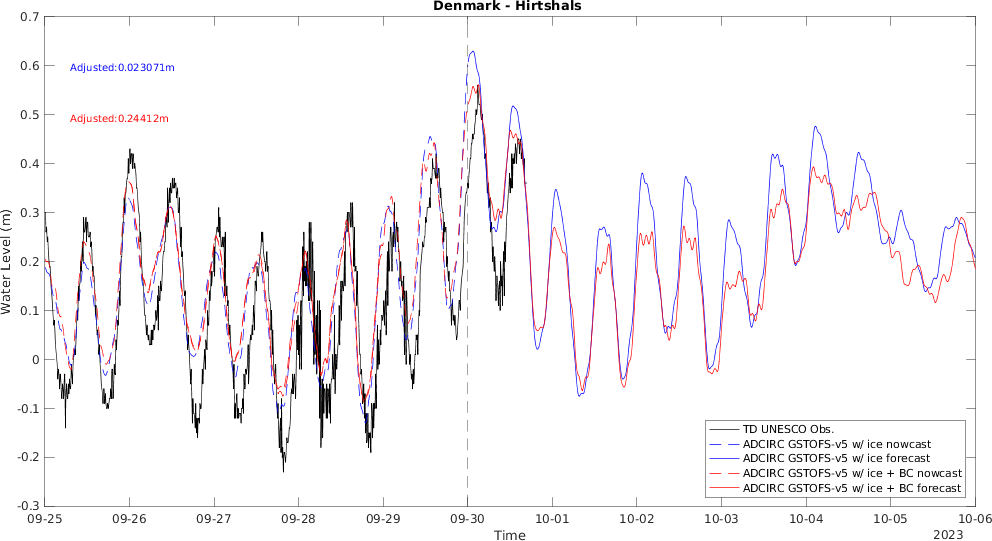 Denmark - Hirtshals
0.7
0.6
0.5
0.4
0.3
0.2
0.1
0
-0.1
-0.2
-0.3
Water Level (m)
Adjusted:0.023071m
Adjusted:0.24412m
TD UNESCO Obs.
ADCIRC GSTOFS-v5 w/ ice nowcast
ADCIRC GSTOFS-v5 w/ ice forecast
ADCIRC GSTOFS-v5 w/ ice + BC nowcast
ADCIRC GSTOFS-v5 w/ ice + BC forecast
09-25 09-26 09-27 09-28 09-29 09-30 10-01 10-02 10-03 10-04 10-05 10-06
Time
2023